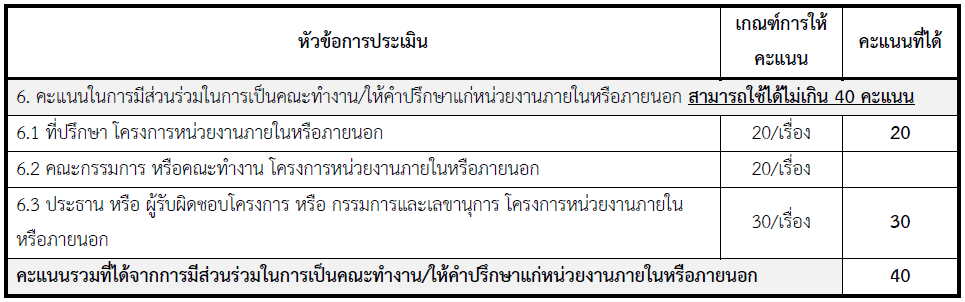 หัวข้อการประเมิน
เกณฑ์การให้
คะแนน
คะแนนที่ได้
6. คะแนนในการมีส่วนร่วมในการเป็นคณะทำงาน/ให้คำปรึกษาแก่หน่วยงานภายในหรือภายนอก สามารถใช้ได้ไม่เกิน 40 คะแนน
6.1 ที่ปรึกษา โครงการหน่วยงานภายในหรือภายนอก 20/เรื่อง 20
6.2 คณะกรรมการ หรือคณะทำงาน โครงการหน่วยงานภายในหรือภายนอก 20/เรื่อง
6.3 ประธาน หรือ ผู้รับผิดชอบโครงการ หรือ กรรมการและเลขานุการ โครงการหน่วยงานภายใน
หรือภายนอก
30/เรื่อง 30
คะแนนรวมที่ได้จากการมีส่วนร่วมในการเป็นคณะทำงาน/ให้คำปรึกษาแก่หน่วยงานภายในหรือภายนอก 40